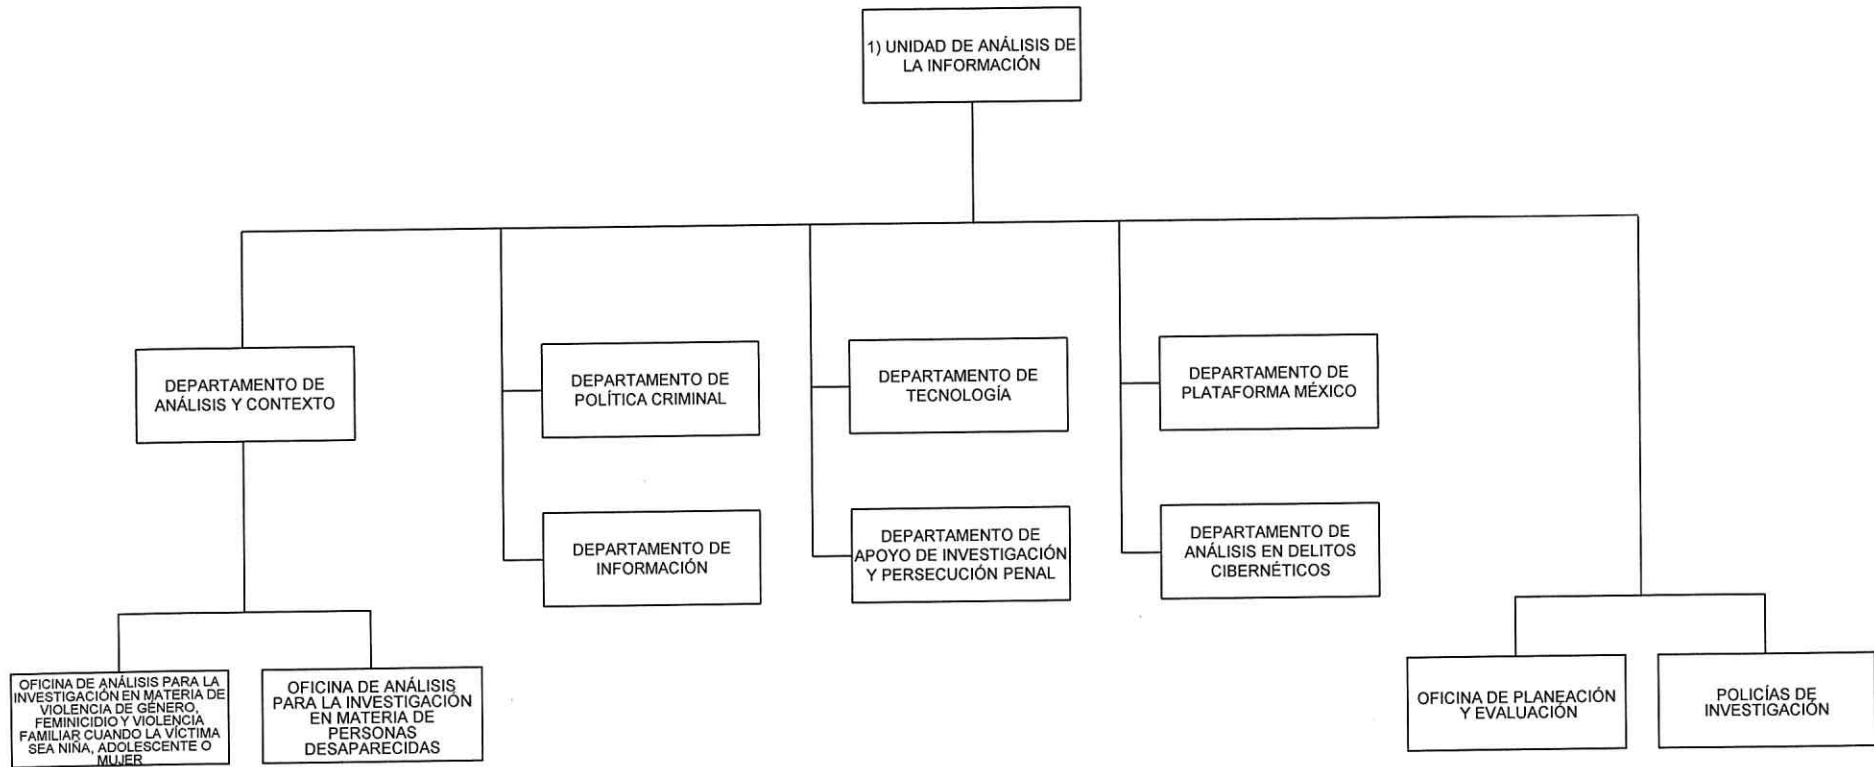 1) UNIDAD DE ANÁLISIS DE
LA INFORMACIÓN
DEPARTAMENTO DE
ANÁLISIS Y CONTEXTO
DEPARTAMENTO DE
POLÍTICA CRIMINAL
DEPARTAMENTO DE
TECNOLOGÍA
DEPARTAMENTO DE
PLATAFORMA MÉXICO
DEPARTAMENTO DE
INFORMACIÓN
DEPARTAMENTO DE
APOYO DE INVESTIGACIÓN
Y PERSECUCIÓN PENAL
DEPARTAMENTO DE
ANÁLISIS EN DELITOS
CIBERNÉTICOS
OFICINA DE ANÁLISIS PARA LA
INVESTIGACIÓN EN MATERIA DE
VIOLENCIA DE GÉNERO,
FEMINICIDIO Y VIOLENCIA
FAMILIAR CUANDO LA VÍCTIMA
SEA NIÑA, ADOLESCENTE O
MUJER
OFICINA DE ANÁLISIS
PARA LA INVESTIGACIÓN
EN MATERIA DE
PERSONAS
DESAPARECIDAS
OFICINA DE PLANEACIÓN
Y EVALUACIÓN
POLICÍAS DE
INVESTIGACIÓN